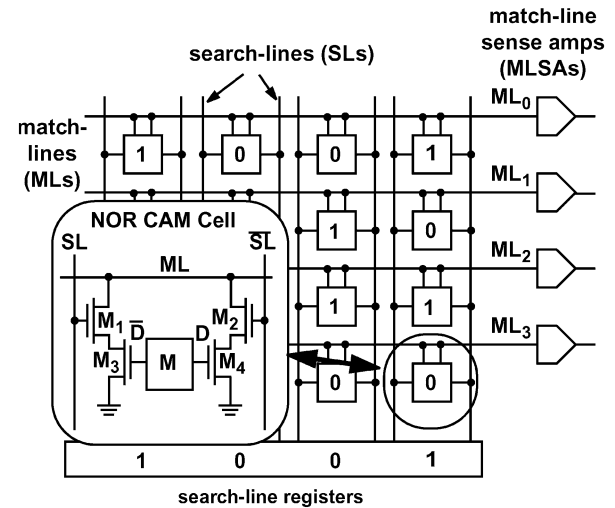 match-line
sense amps
(MLSAs)
search-lines (SLs)
ML0
match-
lines
(MLs)
1 0 0 1
ML1
NOR CAM Cell
1 0
SL S̅L̅
ML
ML2
M1 D̅ D M2
1 1
M3 M M4
ML3
0 0
1 0 0 1
search-line registers